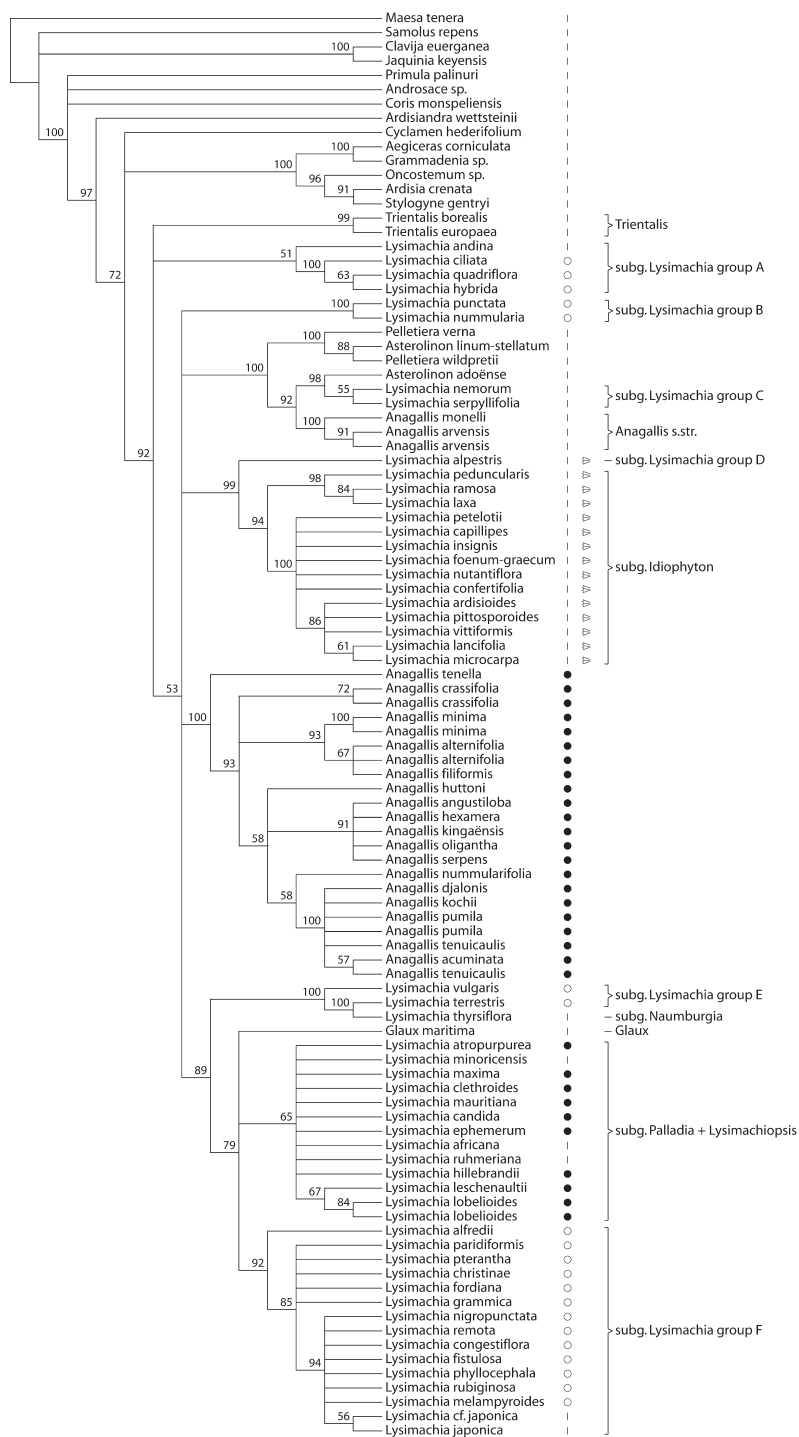 Maesa tenera
Samolus repens
100 Clavija euerganea
Jaquinia keyensis
Primula palinuri
Androsace sp.
Coris monspeliensis
Ardisiandra wettsteinii
100
Cyclamen hederifolium
100 Aegiceras corniculata
Grammadenia sp.
100
Oncostemum sp.
96
91 Ardisia crenata
97
Stylogyne gentryi
99 Trientalis borealis
Trientalis
Trientalis europaea
51 Lysimachia andina
100 Lysimachia ciliata
subg. Lysimachia group A
72
63 Lysimachia quadriflora
Lysimachia hybrida
100 Lysimachia punctata
subg. Lysimachia group B
Lysimachia nummularia
100 Pelletiera verna
88 Asterolinon linum-stellatum
Pelletiera wildpretii
100
98 Asterolinon adoënse
55 Lysimachia nemorum
subg. Lysimachia group C
92
Lysimachia serpyllifolia
100 Anagallis monelli
91 Anagallis arvensis
Anagallis s.str.
Anagallis arvensis
92
Lysimachia alpestris
subg. Lysimachia group D
98 Lysimachia peduncularis
99
84 Lysimachia ramosa
Lysimachia laxa
94
Lysimachia petelotii
Lysimachia capillipes
Lysimachia insignis
100 Lysimachia foenum-graecum
subg. Idiophyton
Lysimachia nutantiflora
Lysimachia confertifolia
Lysimachia ardisioides
86 Lysimachia pittosporoides
Lysimachia vittiformis
61 Lysimachia lancifolia
Lysimachia microcarpa
53
Anagallis tenella
72 Anagallis crassifolia
Anagallis crassifolia
100
100 Anagallis minima
Anagallis minima
93
67 Anagallis alternifolia
Anagallis alternifolia
Anagallis filiformis
93
Anagallis huttoni
Anagallis angustiloba
Anagallis hexamera
91 Anagallis kingaënsis
Anagallis oligantha
58
Anagallis serpens
Anagallis nummularifolia
58
Anagallis djalonis
Anagallis kochii
Anagallis pumila
100
Anagallis pumila
Anagallis tenuicaulis
57 Anagallis acuminata
Anagallis tenuicaulis
100 Lysimachia vulgaris
subg. Lysimachia group E
100 Lysimachia terrestris
Lysimachia thyrsiflora
subg. Naumburgia
Glaux maritima
Glaux
Lysimachia atropurpurea
Lysimachia minoricensis
89
Lysimachia maxima
Lysimachia clethroides
Lysimachia mauritiana
65 Lysimachia candida
Lysimachia ephemerum
subg. Palladia + Lysimachiopsis
79
Lysimachia africana
Lysimachia ruhmeriana
Lysimachia hillebrandii
67 Lysimachia leschenaultii
84 Lysimachia lobelioides
Lysimachia lobelioides
Lysimachia alfredii
Lysimachia paridiformis
92
Lysimachia pterantha
Lysimachia christinae
Lysimachia fordiana
85 Lysimachia grammica
Lysimachia nigropunctata
Lysimachia remota
subg. Lysimachia group F
Lysimachia congestiflora
94 Lysimachia fistulosa
Lysimachia phyllocephala
Lysimachia rubiginosa
Lysimachia melampyroides
56 Lysimachia cf. japonica
Lysimachia japonica